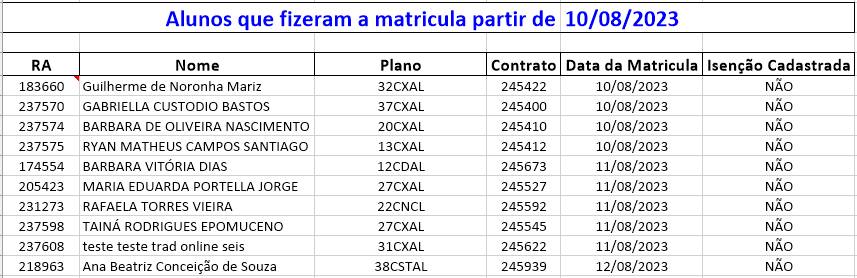 Alunos que fizeram a matricula partir de 10/08/2023
RA Nome Plano Contrato Data da Matricula Isenção Cadastrada
183660 Guilherme de Noronha Mariz 32CXAL 245422 10/08/2023 NÃO
237570 GABRIELLA CUSTODIO BASTOS 37CXAL 245400 10/08/2023 NÃO
237574 BARBARA DE OLIVEIRA NASCIMENTO 20CXAL 245410 10/08/2023 NÃO
237575 RYAN MATHEUS CAMPOS SANTIAGO 13CXAL 245412 10/08/2023 NÃO
174554 BARBARA VITÓRIA DIAS 12CDAL 245673 11/08/2023 NÃO
205423 MARIA EDUARDA PORTELLA JORGE 27CXAL 245527 11/08/2023 NÃO
231273 RAFAELA TORRES VIEIRA 22CNCL 245592 11/08/2023 NÃO
237598 TAINÁ RODRIGUES EPOMUCENO 27CXAL 245545 11/08/2023 NÃO
237608 teste teste trad online seis 31CXAL 245622 11/08/2023 NÃO
218963 Ana Beatriz Conceição de Souza 38CSTAL 245939 12/08/2023 NÃO